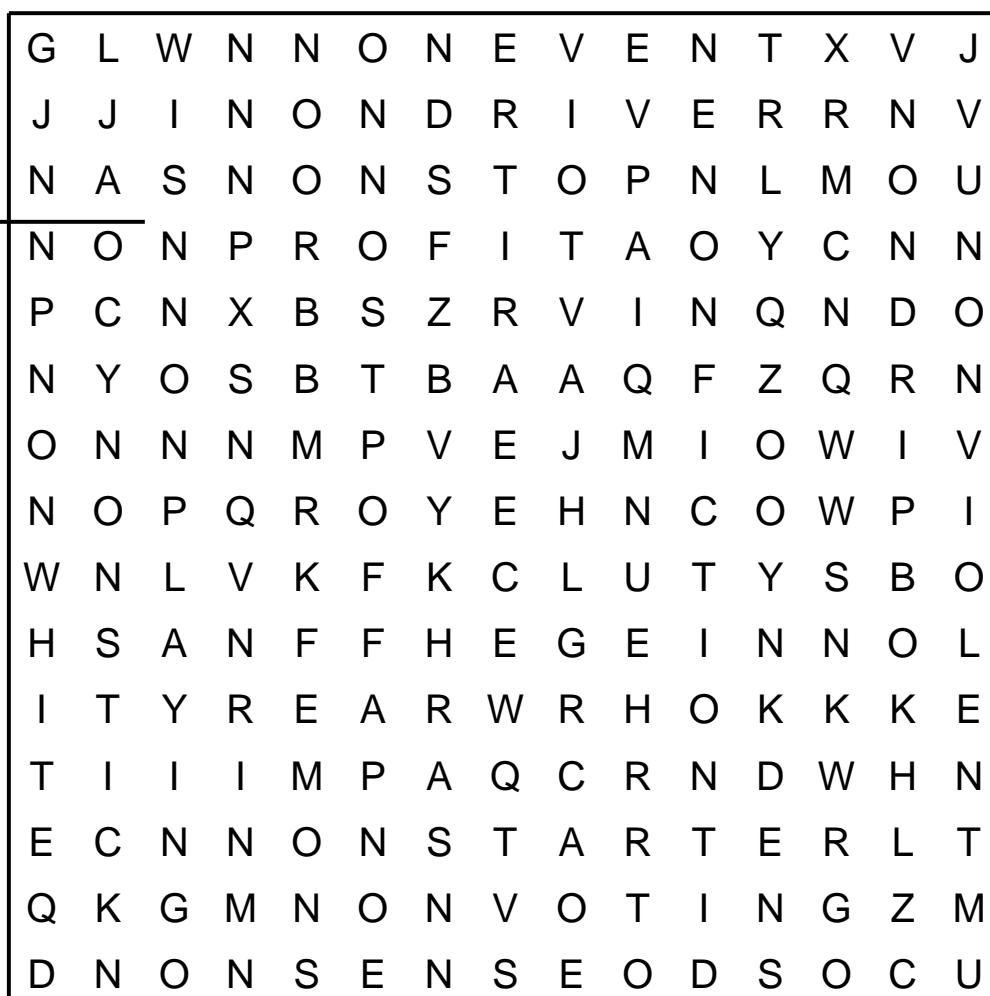 G L W N N O N E V E N T X V J
J J I N O N D R I V E R R N V
N A S N O N S T O P N L M O U
N O N P R O F I T A O Y C N N
P C N X B S Z R V I N Q N D O
N Y O S B T B A A Q F Z Q R N
O N N N M P V E J M I O W I V
N O P Q R O Y E H N C O W P I
W N L V K F K C L U T Y S B O
H S A N F F H E G E I N N O L
I T Y R E A R W R H O K K K E
T I I I M P A Q C R N D W H N
E C N N O N S T A R T E R L T
Q K G M N O N V O T I N G Z M
D N O N S E N S E O D S O C U